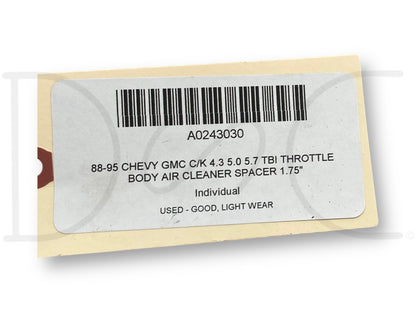 A0243030
88-95 CHEVY GMC C/K 4.3 5.0 5.7 TBI THROTTLE
BODY AIR CLEANER SPACER 1.75"
Individual
USED - GOOD, LIGHT WEAR